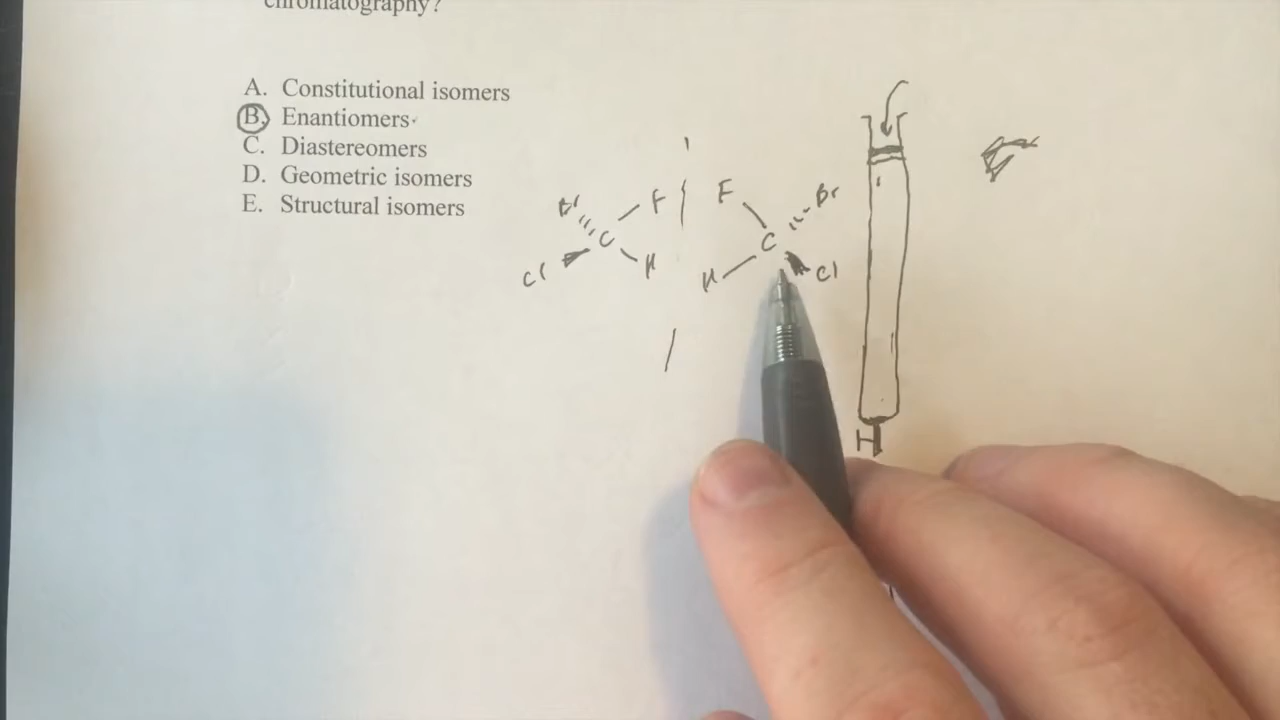 chromatography?
A. Constitutional isomers
B. Enantiomers
C. Diastereomers
D. Geometric isomers
E. Structural isomers
Br F F Br
C C
Cl H H Cl
H